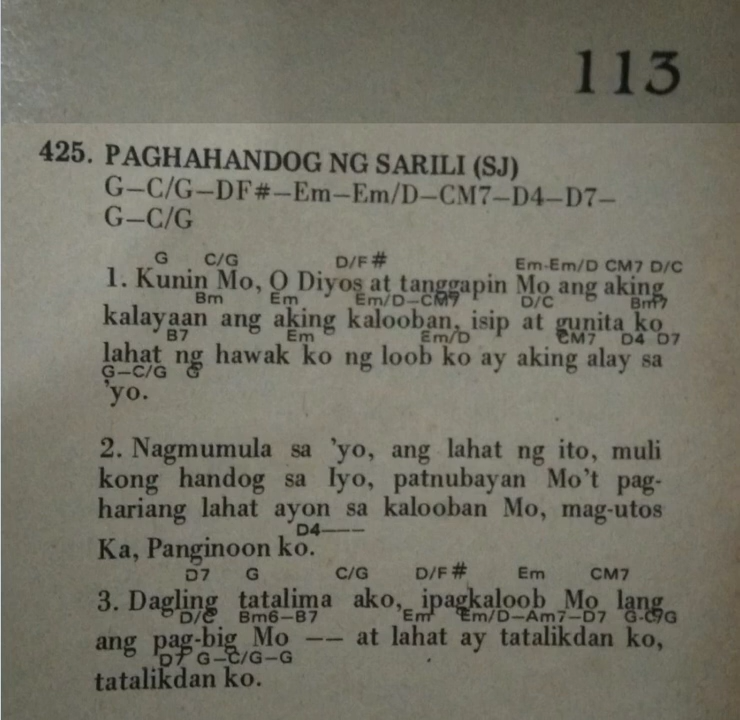 113
425. PAGHAHANDOG NG SARILI (SJ)
G–C/G–DF#–Em–Em/D–CM7–D4–D7–
G–C/G
G C/G D/F# Em-Em/D CM7 D/C
1. Kunin Mo, O Diyos at tanggapin Mo ang aking
Bm Em Em/D–CM7 D/C Bm7
kalayaan ang aking kalooban, isip at gunita ko
B7 Em Em/D CM7 D4 D7
lahat ng hawak ko ng loob ko ay aking alay sa
G–C/G G
'yo.
2. Nagmumula sa 'yo, ang lahat ng ito, muli
kong handog sa Iyo, patnubayan Mo't pag-
hariang lahat ayon sa kalooban Mo, mag-utos
D4——
Ka, Panginoon ko.
D7 G C/G D/F# Em CM7
3. Dagling tatalima ako, ipagkaloob Mo lang
D/C Bm6–B7 Em Em/D–Am7–D7 G-C/G
ang pag-big Mo —— at lahat ay tatalikdan ko,
D7 G–C/G–G
tatalikdan ko.